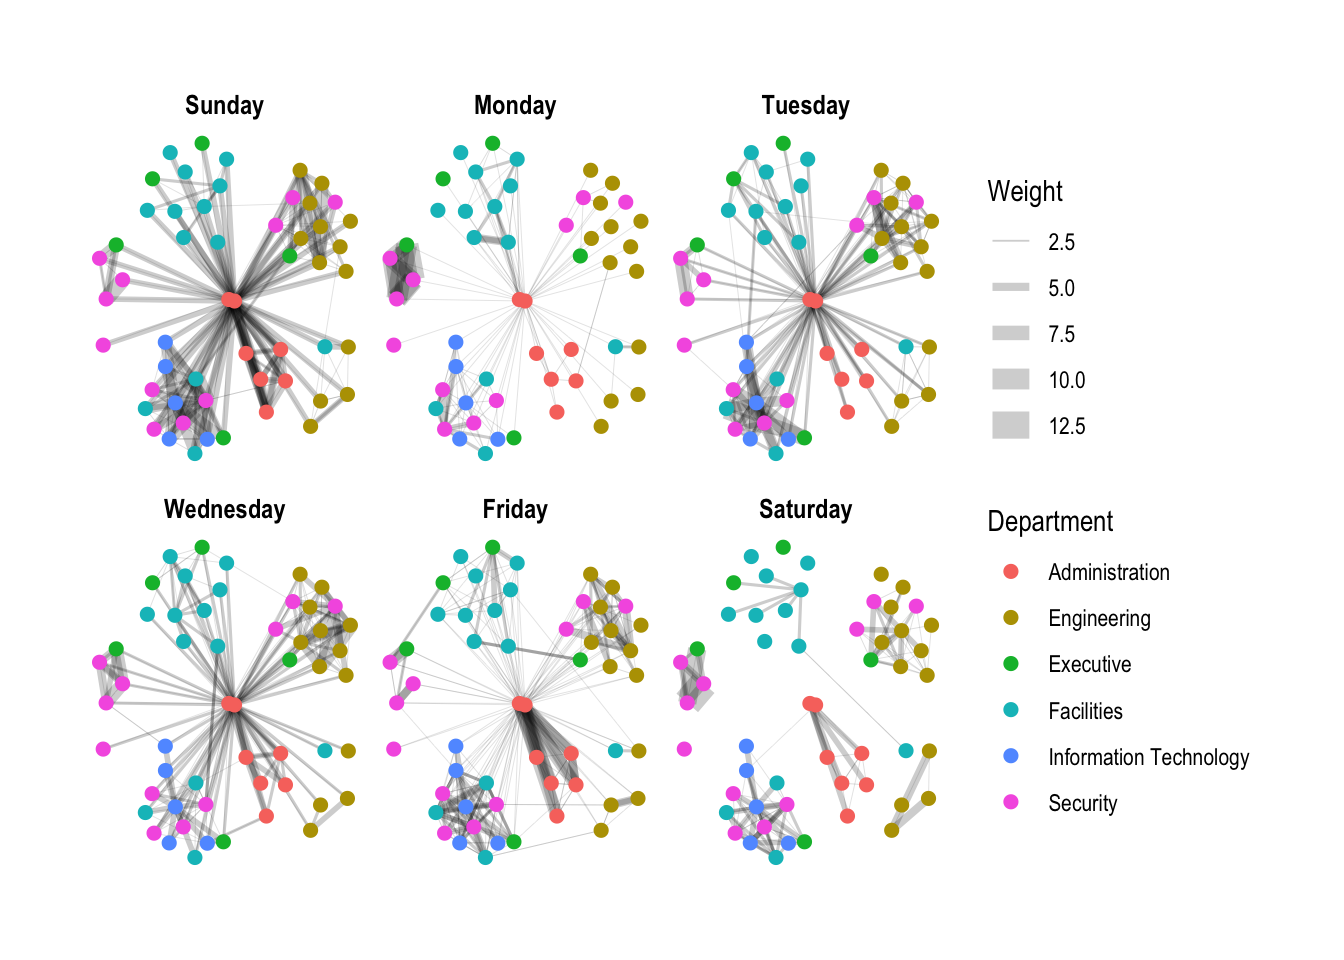 Sunday
Monday
Tuesday
Wednesday
Friday
Saturday
Weight
2.5
5.0
7.5
10.0
12.5
Department
Administration
Engineering
Executive
Facilities
Information Technology
Security